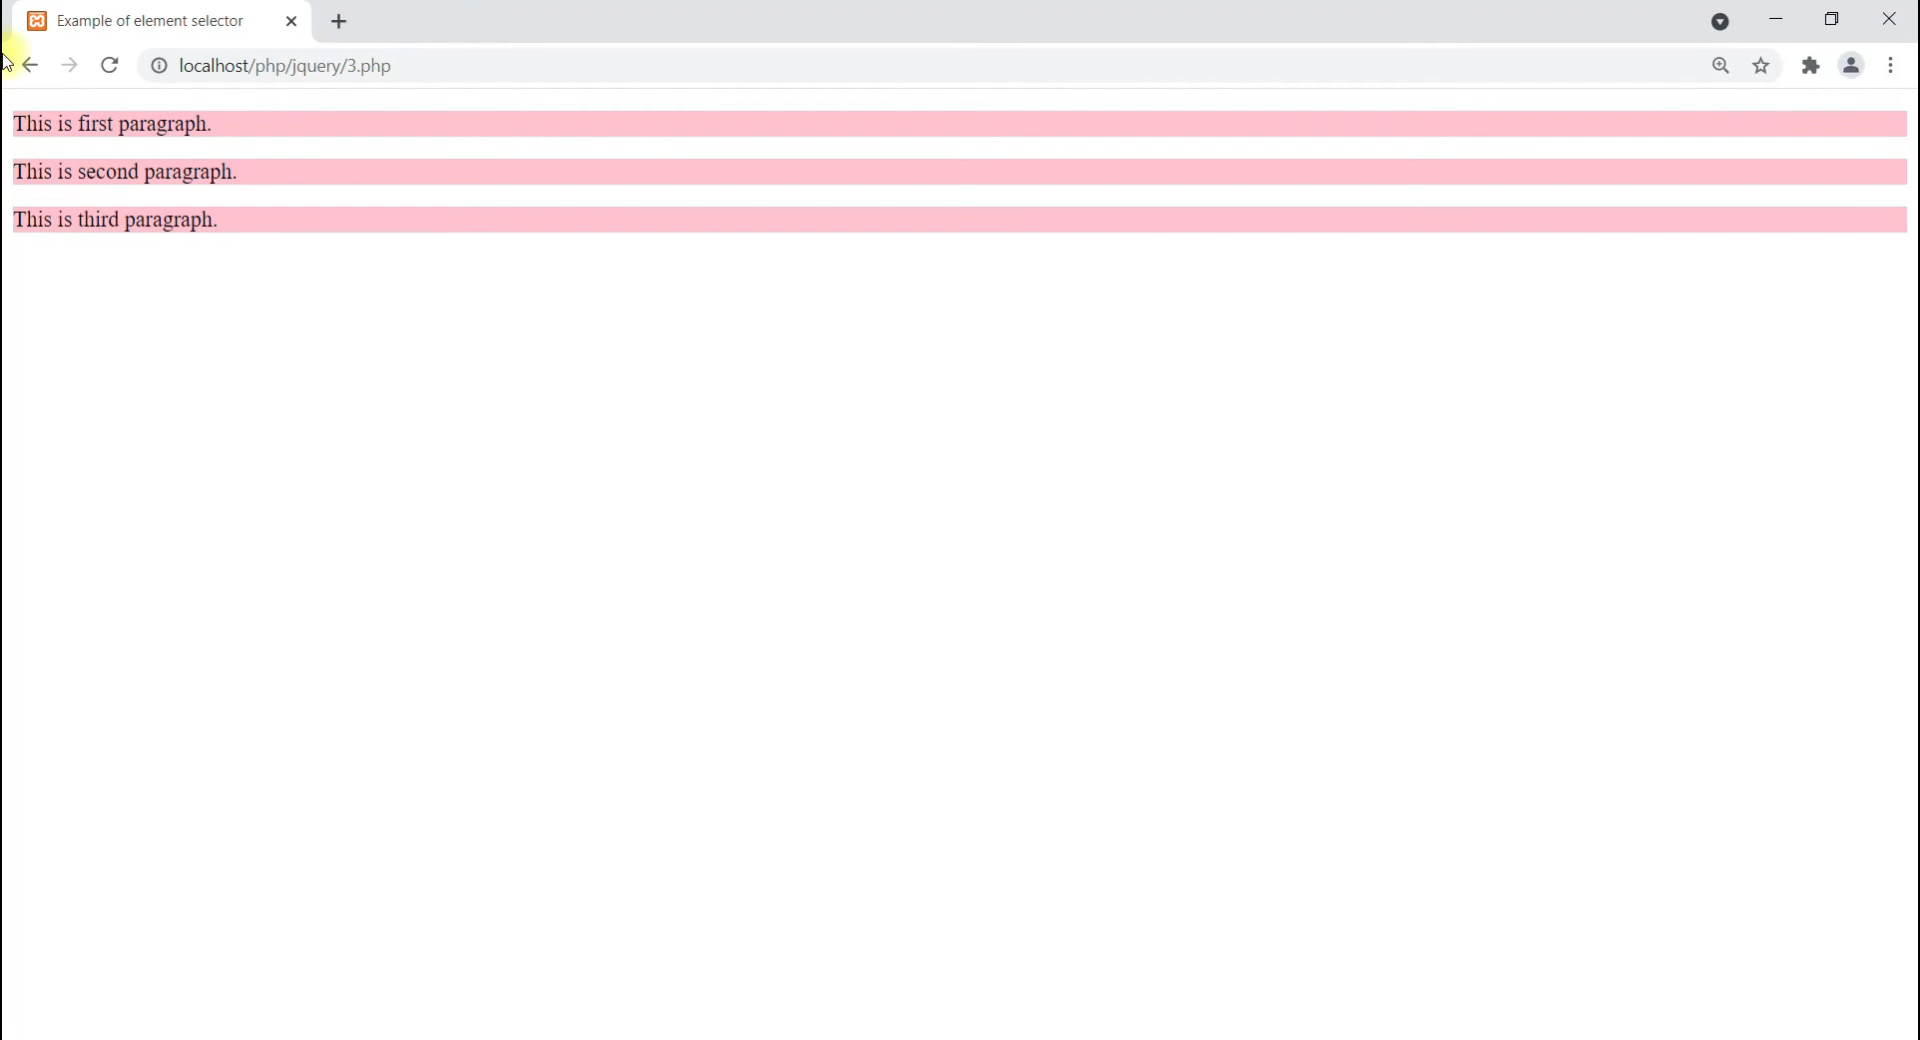 Example of element selector
localhost/php/jquery/3.php
This is first paragraph.
This is second paragraph.
This is third paragraph.